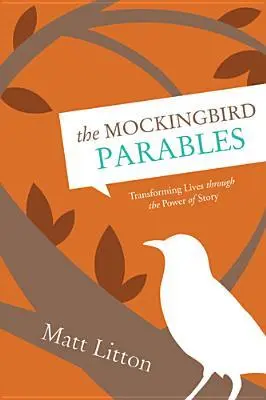 the MOCKINGBIRD
PARABLES
Transforming Lives through
the Power of Story
Matt Litton